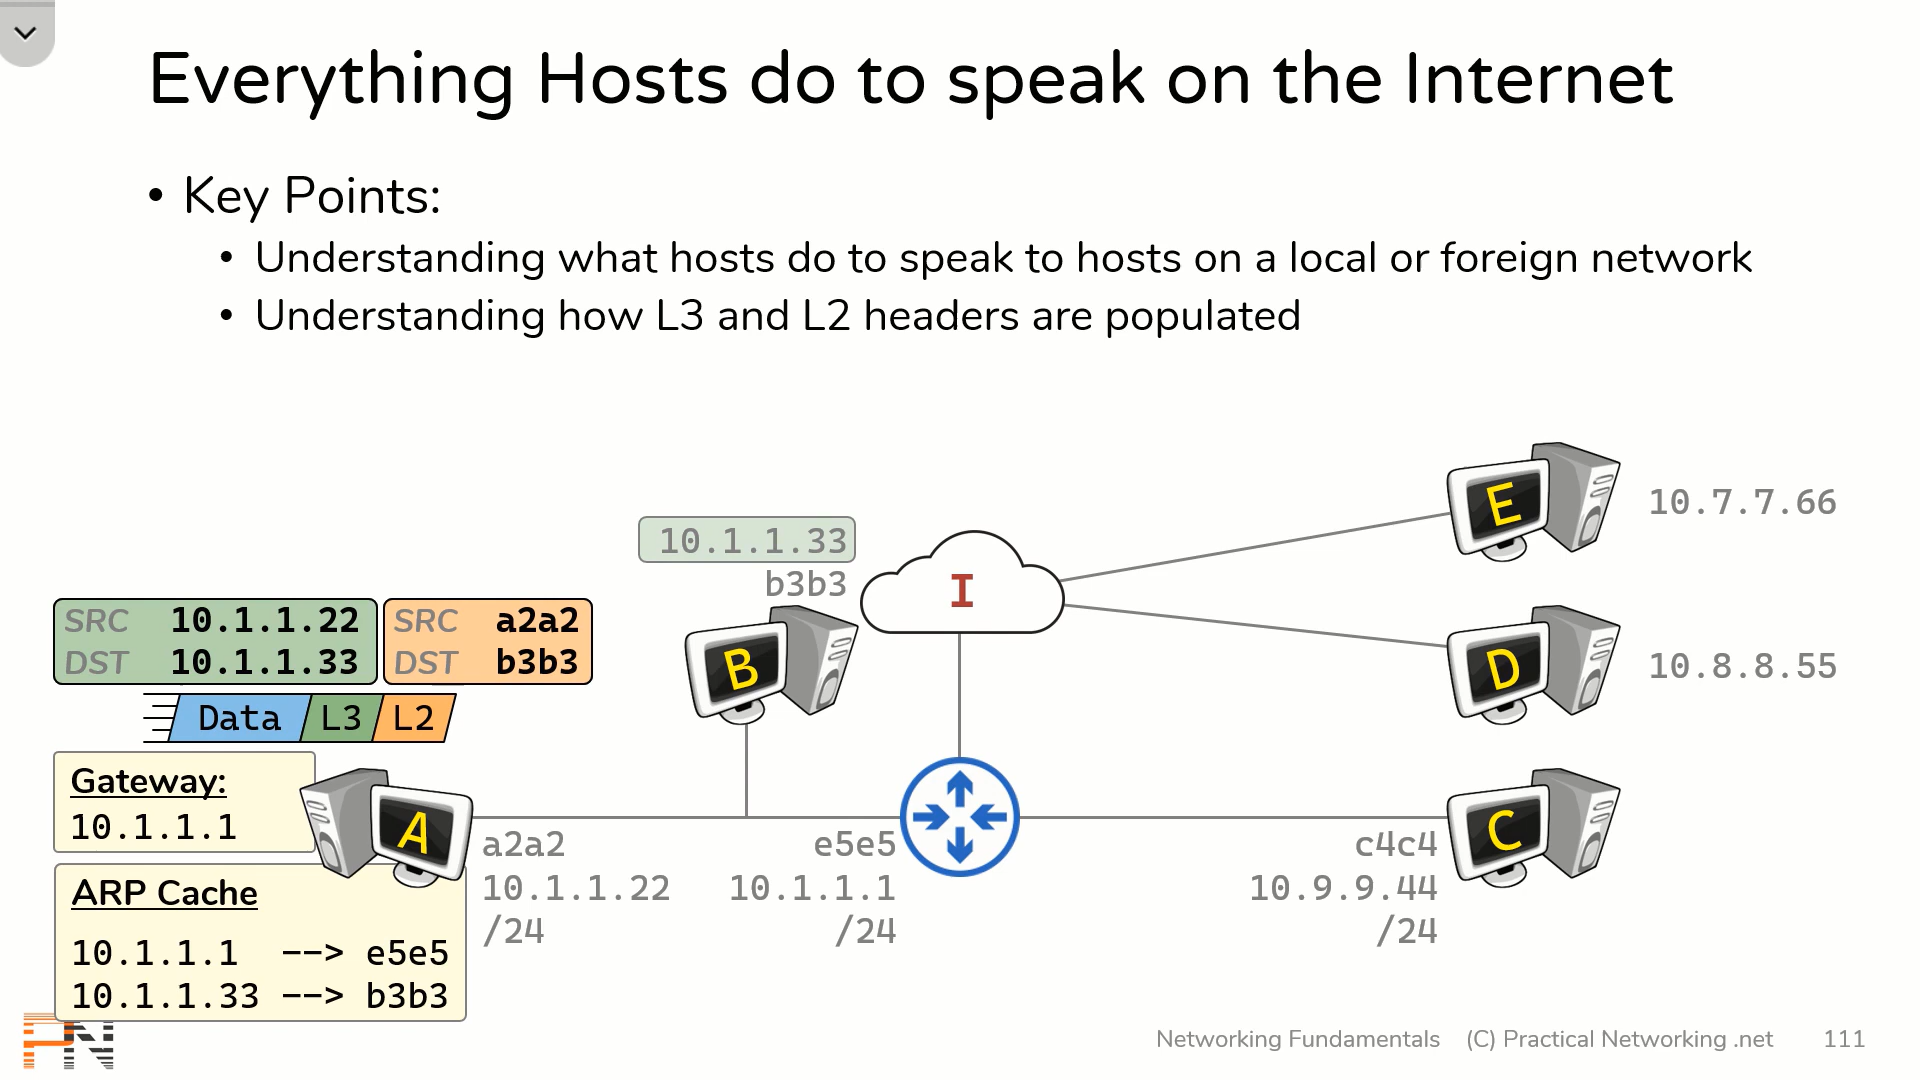 Everything Hosts do to speak on the Internet
• Key Points:
• Understanding what hosts do to speak to hosts on a local or foreign network
• Understanding how L3 and L2 headers are populated
E
10.7.7.66
10.1.1.33
b3b3
I
SRC 10.1.1.22
DST 10.1.1.33
SRC a2a2
DST b3b3
B
D
10.8.8.55
Data L3 L2
Gateway:
10.1.1.1
A
C
a2a2
10.1.1.22
/24
e5e5
10.1.1.1
/24
c4c4
10.9.9.44
/24
ARP Cache
10.1.1.1 --> e5e5
10.1.1.33 --> b3b3
PN
Networking Fundamentals (C) Practical Networking .net 111